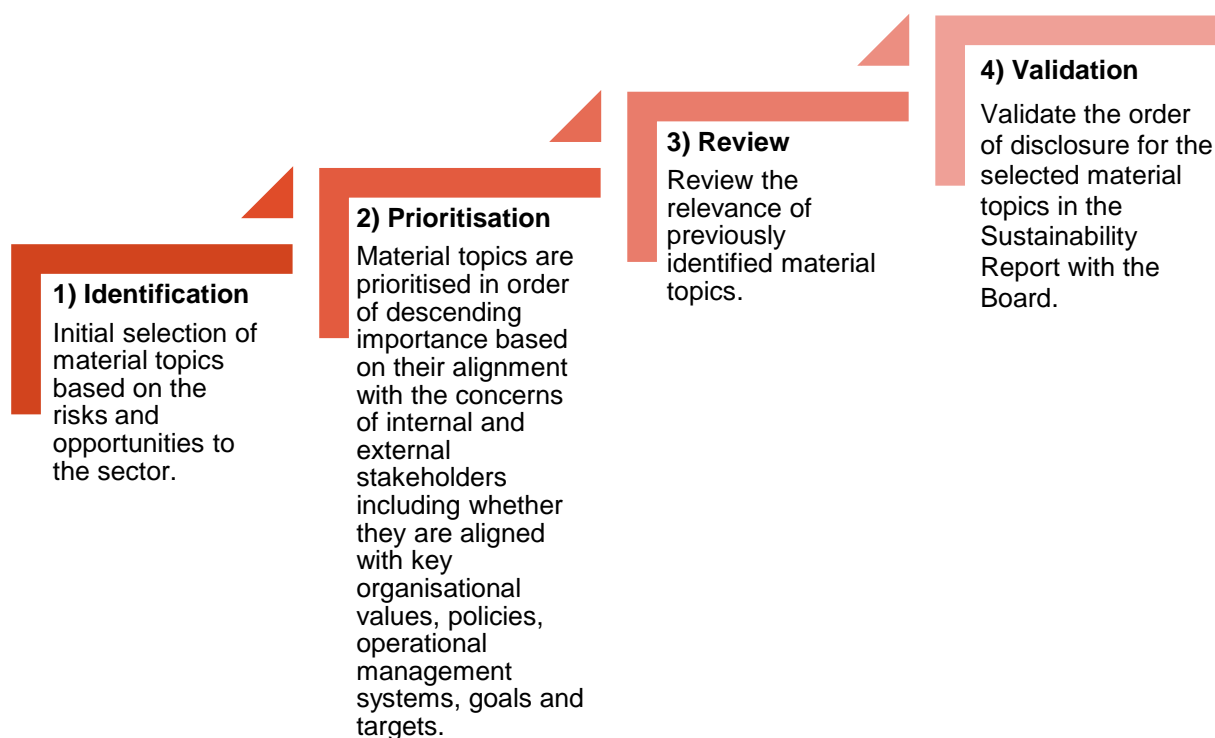 1) Identification
Initial selection of
material topics
based on the
risks and
opportunities to
the sector.
2) Prioritisation
Material topics are
prioritised in order
of descending
importance based
on their alignment
with the concerns
of internal and
external
stakeholders
including whether
they are aligned
with key
organisational
values, policies,
operational
management
systems, goals and
targets.
3) Review
Review the
relevance of
previously
identified material
topics.
4) Validation
Validate the order
of disclosure for the
selected material
topics in the
Sustainability
Report with the
Board.